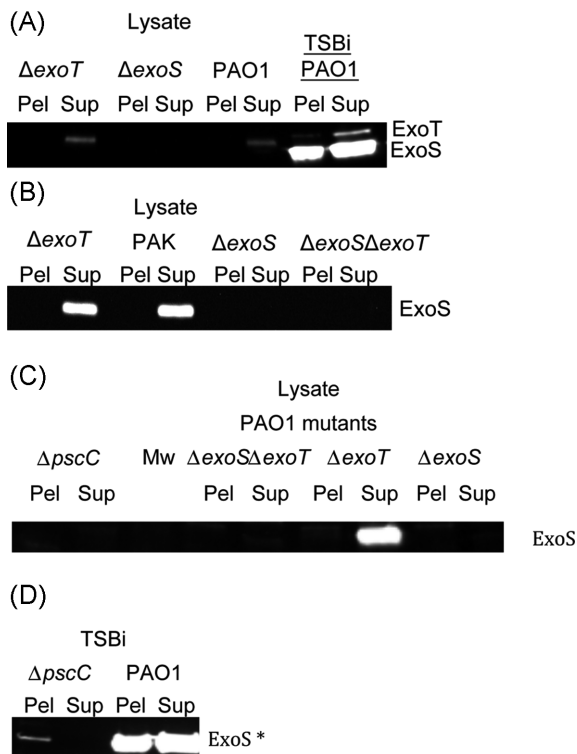 (A)
Lysate
ΔexoT ΔexoS PAO1 TSBi PAO1
Pel Sup Pel Sup Pel Sup Pel Sup
ExoT
ExoS
(B)
Lysate
ΔexoT PAK ΔexoS ΔexoSΔexoT
Pel Sup Pel Sup Pel Sup Pel Sup
ExoS
(C)
Lysate
PAO1 mutants
ΔpscC Mw ΔexoSΔexoT ΔexoT ΔexoS
Pel Sup Pel Sup Pel Sup Pel Sup
ExoS
(D)
TSBi
ΔpscC PAO1
Pel Sup Pel Sup
ExoS *